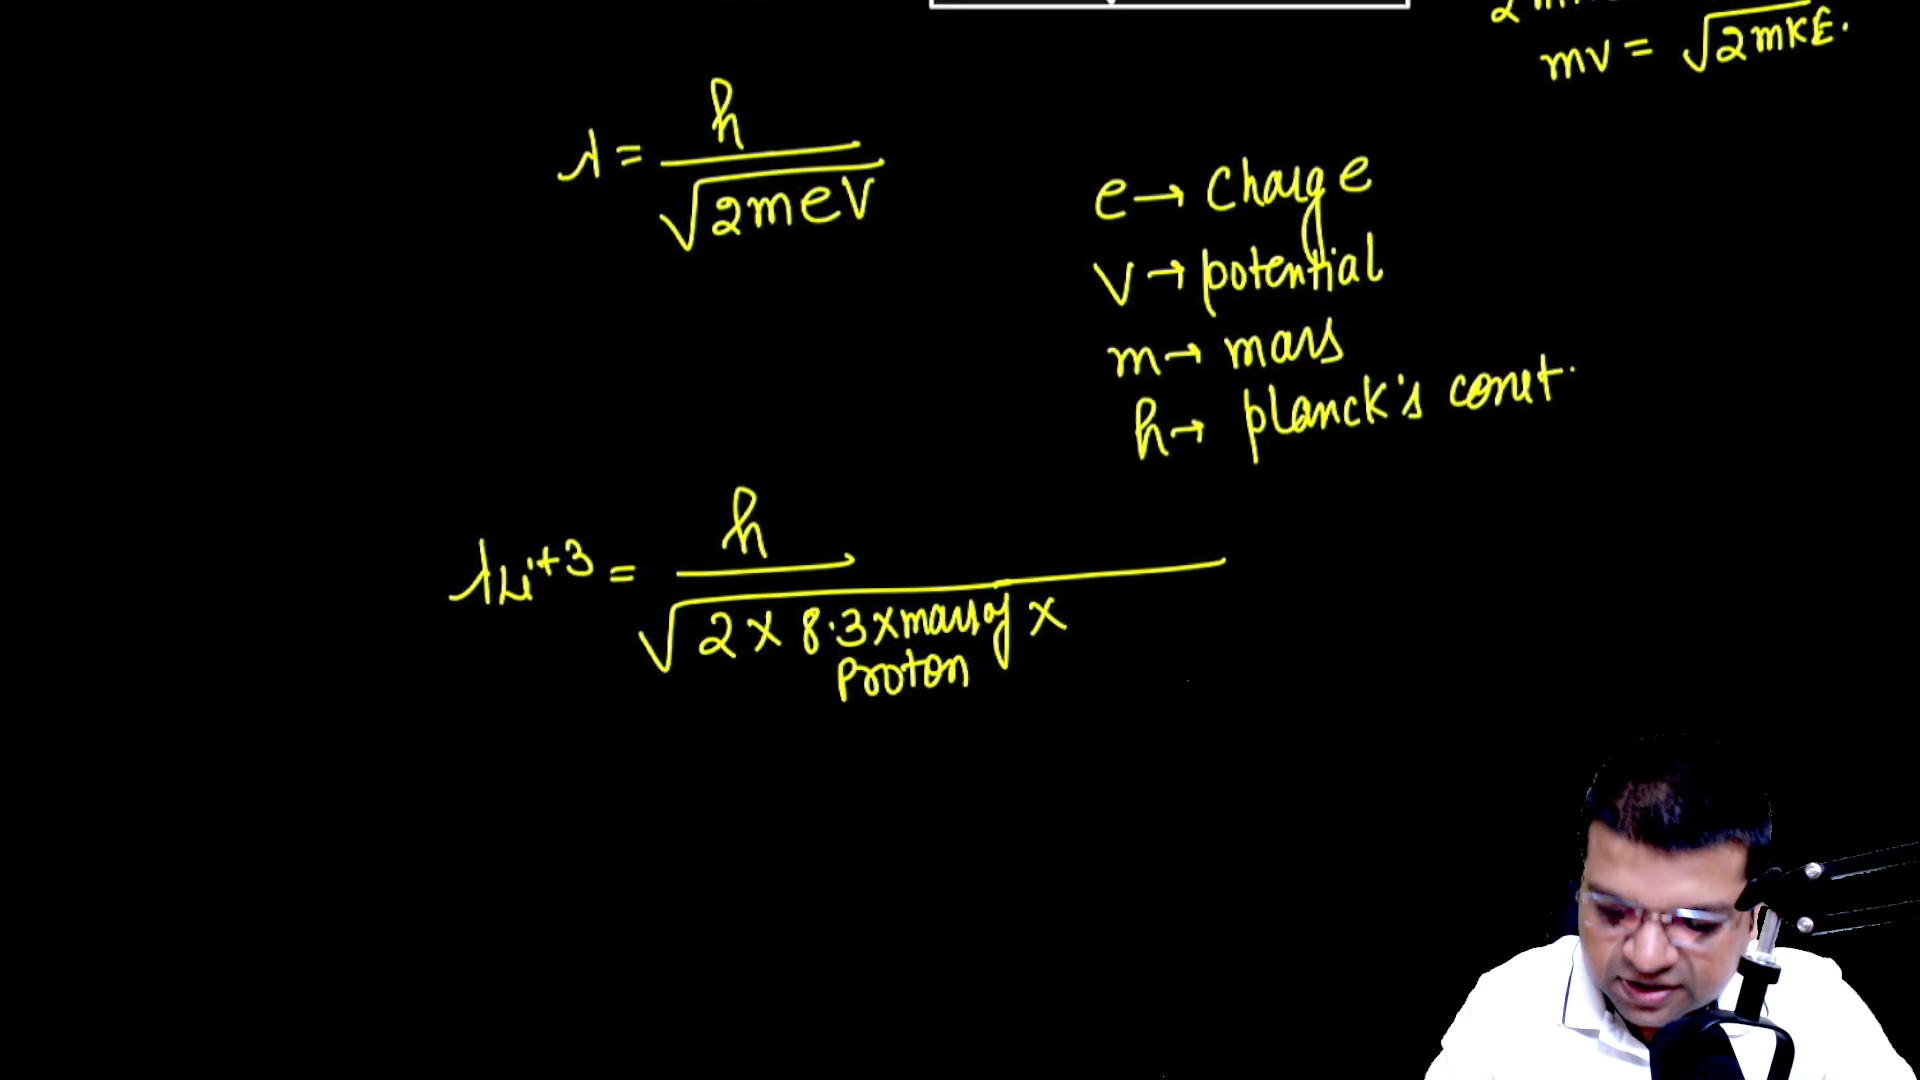 mv = √2mKE.
λ = h / √2meV
e → Charge
V → potential
m → mass
h → planck's const.
λLi+3 = h / √2 x 8.3 x mass of x
proton